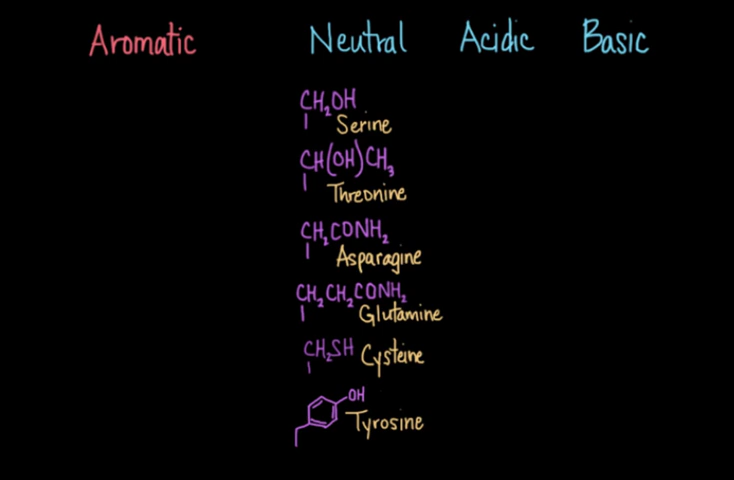 Aromatic Neutral Acidic Basic
CH₂OH
Serine
CH(OH)CH₃
Threonine
CH₂CONH₂
Asparagine
CH₂CH₂CONH₂
Glutamine
CH₂SH Cysteine
OH
Tyrosine